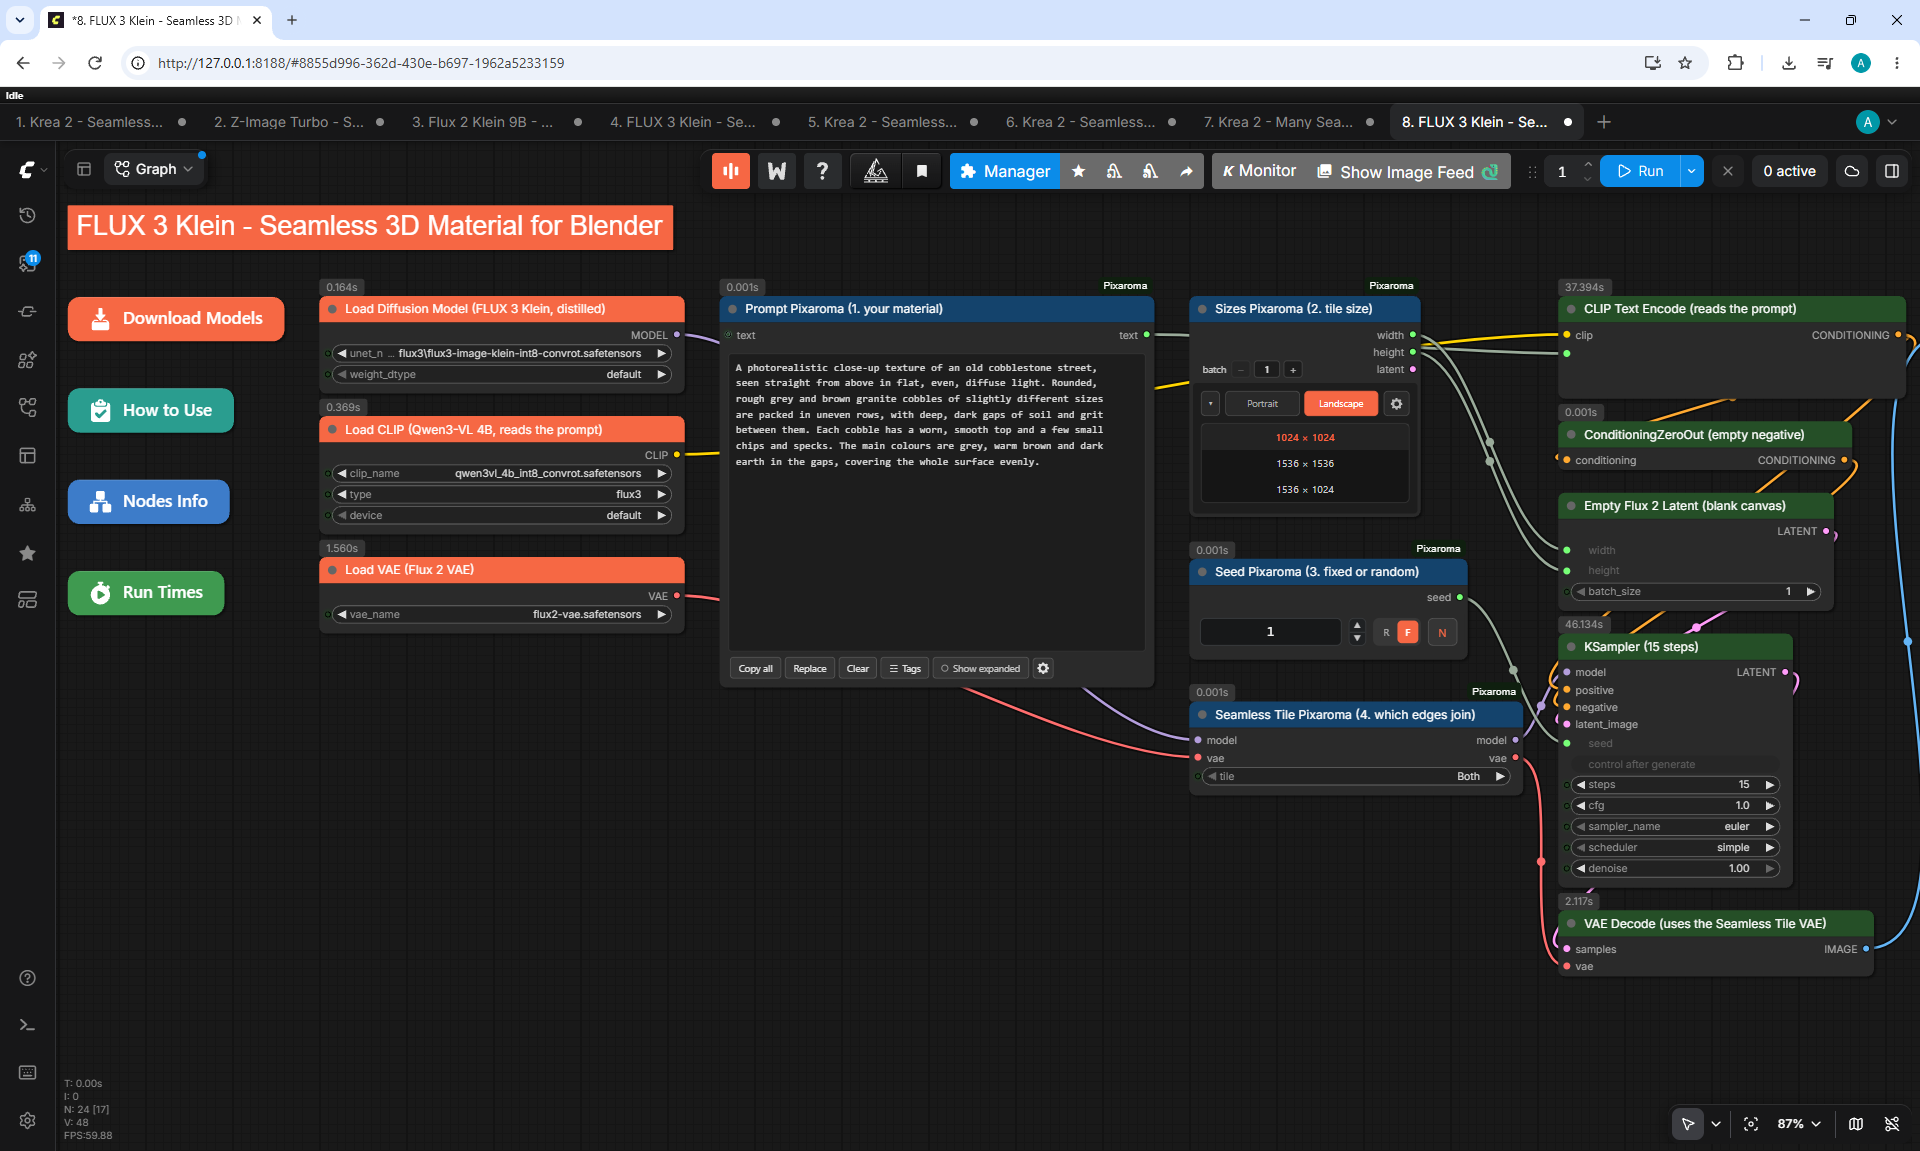 *8. FLUX 3 Klein - Seamless 3D
http://127.0.0.1:8188/#8855d996-362d-430e-b697-1962a5233159
A
Idle
1. Krea 2 - Seamless...
2. Z-Image Turbo - S...
3. Flux 2 Klein 9B - ...
4. FLUX 3 Klein - Se...
5. Krea 2 - Seamless...
6. Krea 2 - Seamless...
7. Krea 2 - Many Sea...
8. FLUX 3 Klein - Se...
A
Graph
W
?
Manager
K Monitor
Show Image Feed
1
Run
0 active
11
FLUX 3 Klein - Seamless 3D Material for Blender
Download Models
How to Use
Nodes Info
Run Times
0.164s
Load Diffusion Model (FLUX 3 Klein, distilled)
MODEL
unet_n ... flux3\flux3-image-klein-int8-convrot.safetensors
weight_dtype default
0.369s
Load CLIP (Qwen3-VL 4B, reads the prompt)
CLIP
clip_name qwen3vl_4b_int8_convrot.safetensors
type flux3
device default
1.560s
Load VAE (Flux 2 VAE)
VAE
vae_name flux2-vae.safetensors
0.001s
Pixaroma
Prompt Pixaroma (1. your material)
text text
A photorealistic close-up texture of an old cobblestone street,
seen straight from above in flat, even, diffuse light. Rounded,
rough grey and brown granite cobbles of slightly different sizes
are packed in uneven rows, with deep, dark gaps of soil and grit
between them. Each cobble has a worn, smooth top and a few small
chips and specks. The main colours are grey, warm brown and dark
earth in the gaps, covering the whole surface evenly.
Copy all Replace Clear Tags Show expanded
Pixaroma
Sizes Pixaroma (2. tile size)
width
height
latent
batch 1
Portrait Landscape
1024 × 1024
1536 × 1536
1536 × 1024
0.001s
Pixaroma
Seed Pixaroma (3. fixed or random)
seed
1 R F N
0.001s
Pixaroma
Seamless Tile Pixaroma (4. which edges join)
model model
vae vae
tile Both
37.394s
CLIP Text Encode (reads the prompt)
clip CONDITIONING
0.001s
ConditioningZeroOut (empty negative)
conditioning CONDITIONING
Empty Flux 2 Latent (blank canvas)
LATENT
width
height
batch_size 1
46.134s
KSampler (15 steps)
model LATENT
positive
negative
latent_image
seed
control after generate
steps 15
cfg 1.0
sampler_name euler
scheduler simple
denoise 1.00
2.117s
VAE Decode (uses the Seamless Tile VAE)
samples IMAGE
vae
T: 0.00s
I: 0
N: 24 [17]
V: 48
FPS:59.88
87%